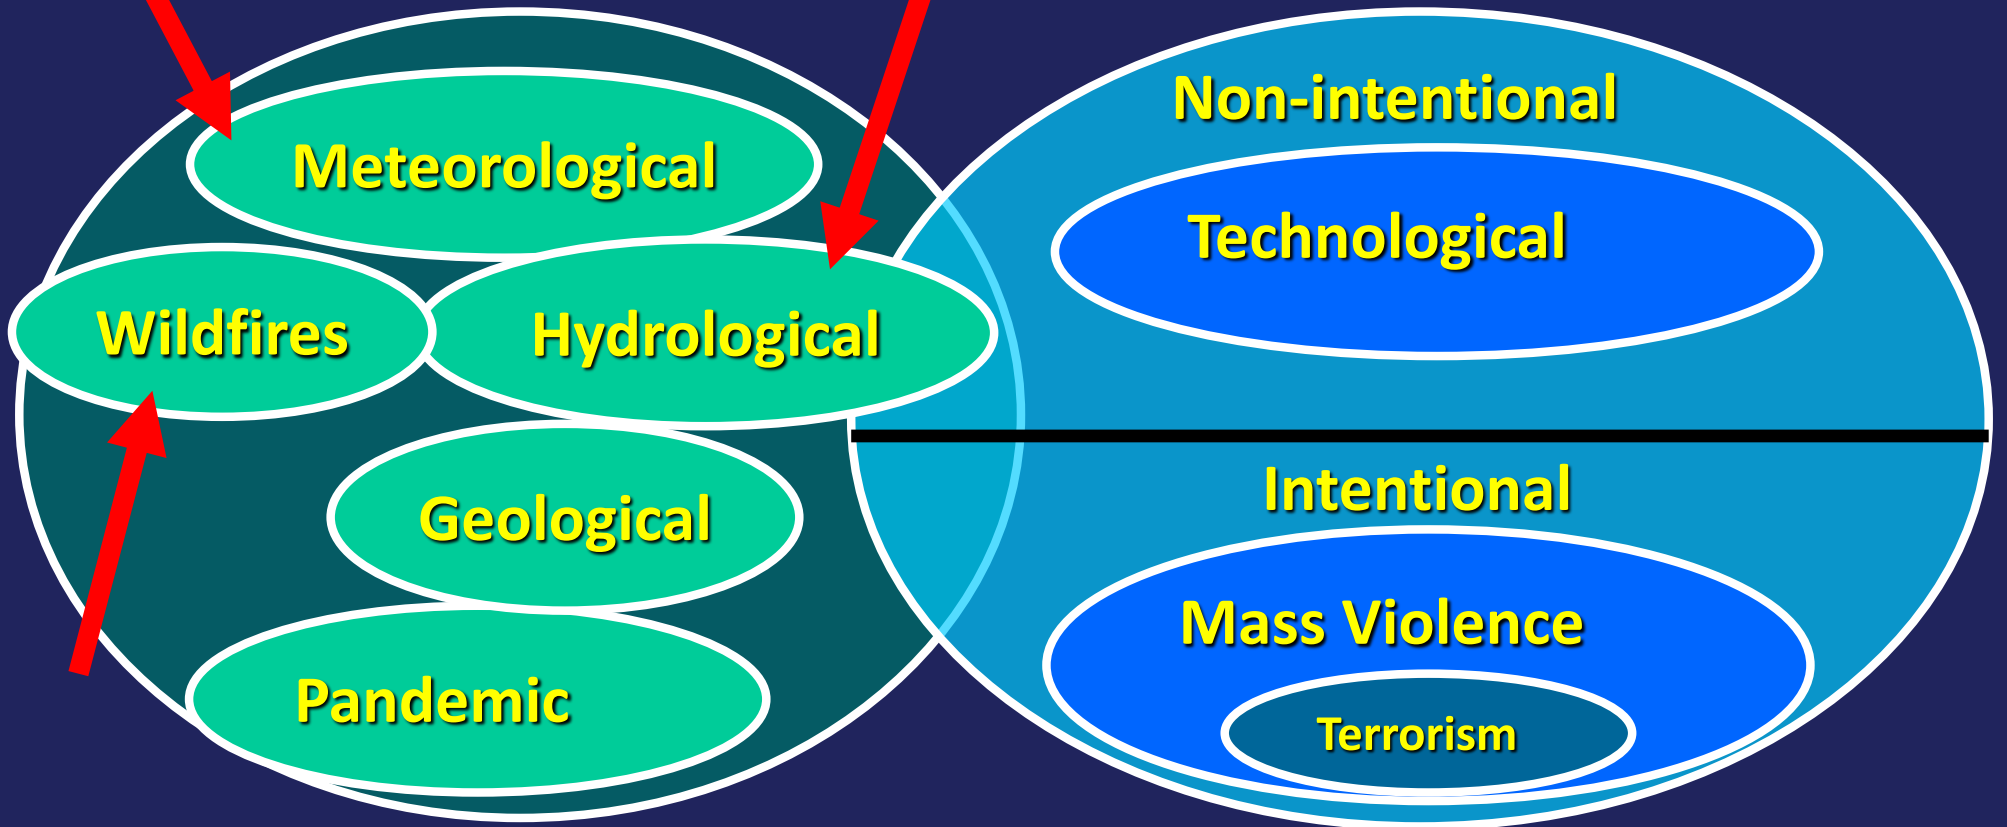 Meteorological
Wildfires
Hydrological
Geological
Pandemic
Non-intentional
Technological
Intentional
Mass Violence
Terrorism